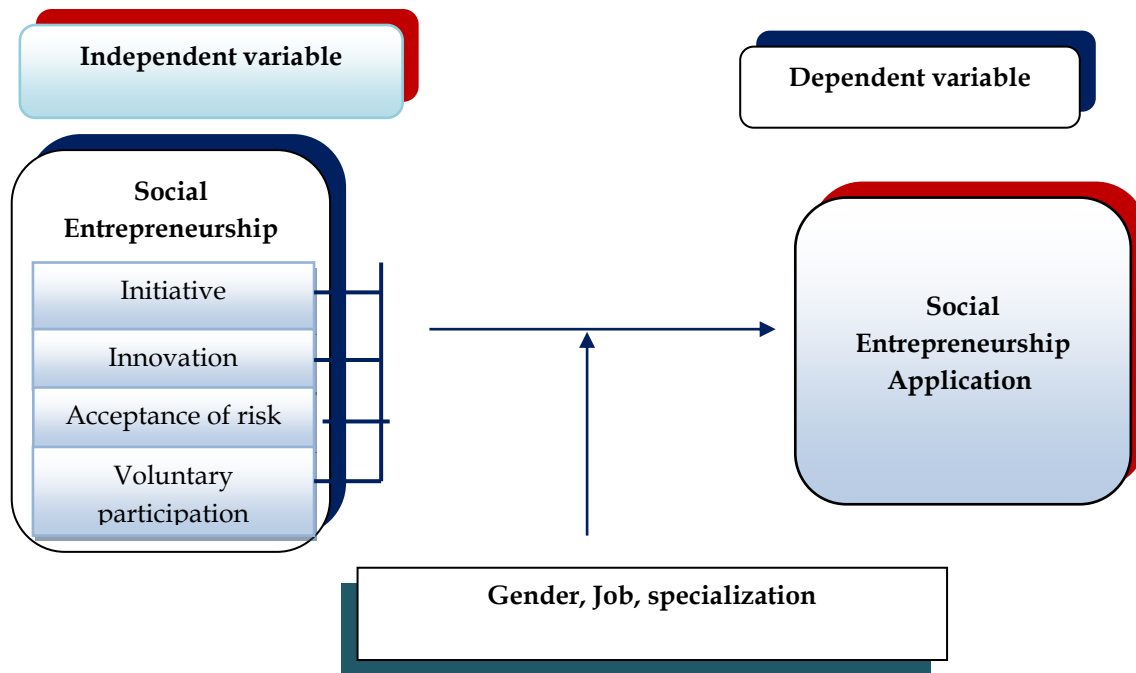 Independent variable
Dependent variable
Social
Entrepreneurship
Initiative
Innovation
Acceptance of risk
Voluntary
participation
Social
Entrepreneurship
Application
Gender, Job, specialization